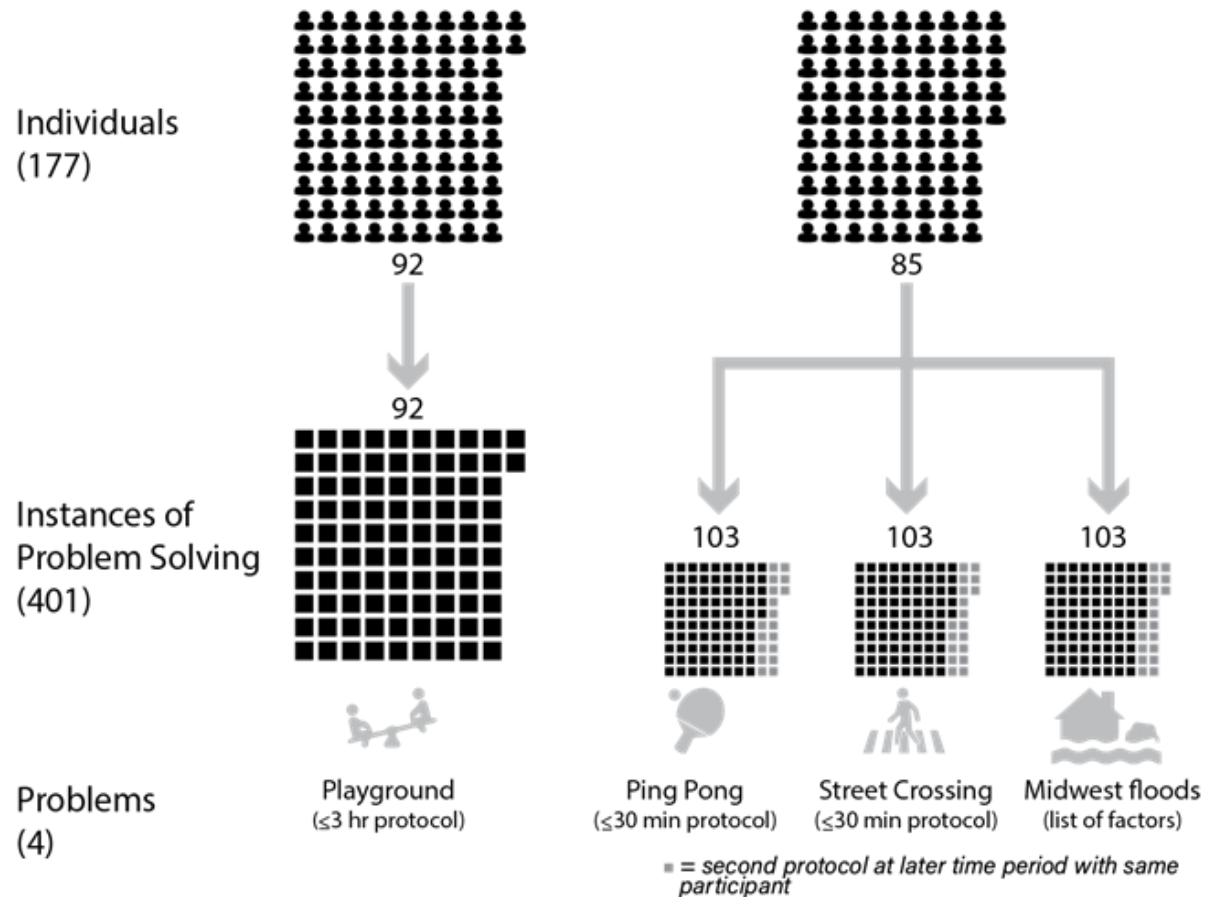 Individuals
(177)
92
85
92
Instances of
Problem Solving
(401)
103
103
103
Problems
(4)
Playground
(≤3 hr protocol)
Ping Pong
(≤30 min protocol)
Street Crossing
(≤30 min protocol)
Midwest floods
(list of factors)
= second protocol at later time period with same
participant